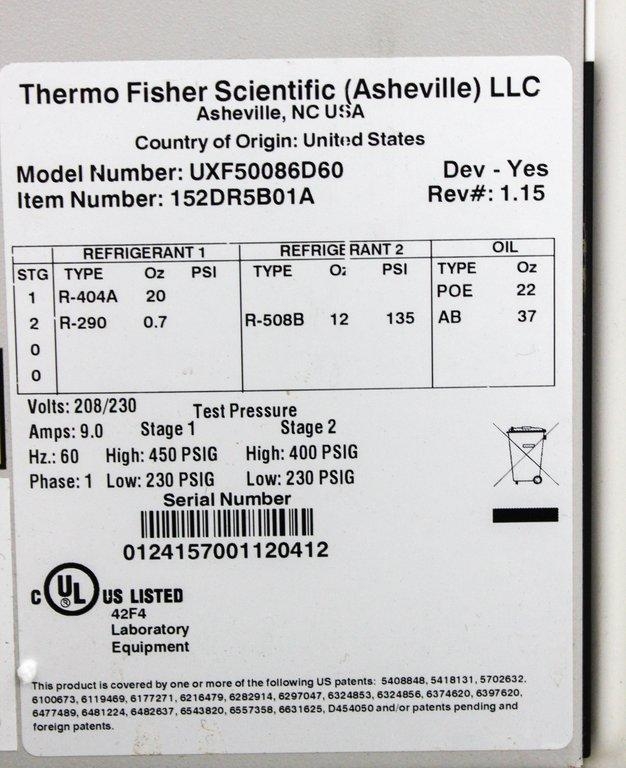 Thermo Fisher Scientific (Asheville) LLC
Asheville, NC USA
Country of Origin: United States
Model Number: UXF50086D60 Dev - Yes
Item Number: 152DR5B01A Rev#: 1.15
REFRIGERANT 1 REFRIGERANT 2 OIL
STG TYPE Oz PSI TYPE Oz PSI TYPE Oz
1 R-404A 20 POE 22
2 R-290 0.7 R-508B 12 135 AB 37
0
0
Volts: 208/230 Test Pressure
Amps: 9.0 Stage 1 Stage 2
Hz.: 60 High: 450 PSIG High: 400 PSIG
Phase: 1 Low: 230 PSIG Low: 230 PSIG
Serial Number
0124157001120412
C UL ® US LISTED
42F4
Laboratory
Equipment
This product is covered by one or more of the following US patents: 5408848, 5418131, 5702632,
6100673, 6119469, 6177271, 6216479, 6282914, 6297047, 6324853, 6324856, 6374620, 6397620,
6477489, 6481224, 6482637, 6543820, 6557358, 6631625, D454050 and/or patents pending and
foreign patents.